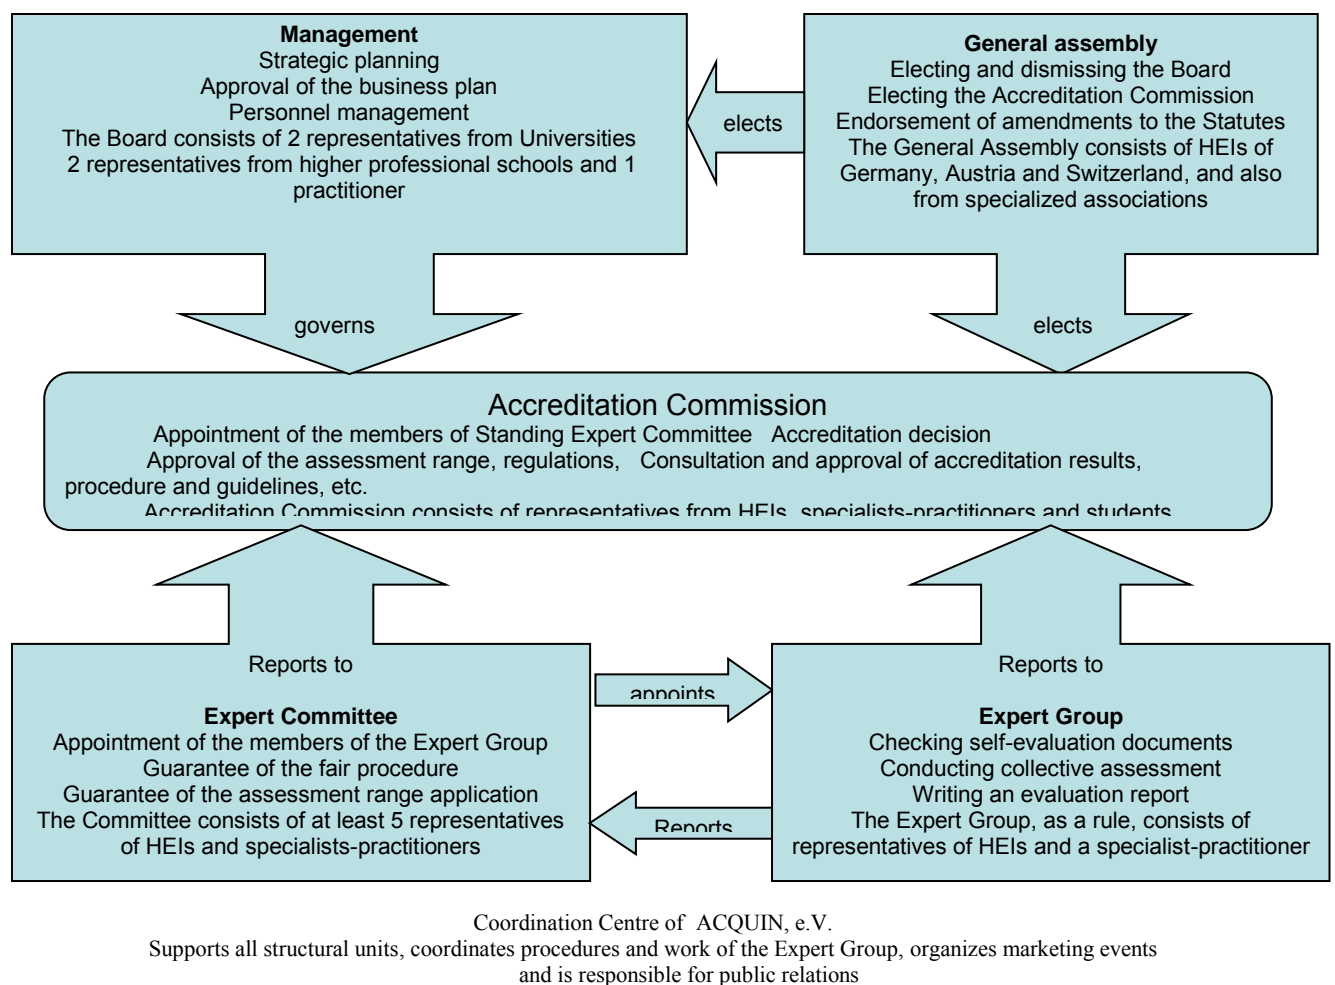 Management
Strategic planning
Approval of the business plan
Personnel management
The Board consists of 2 representatives from Universities
2 representatives from higher professional schools and 1
practitioner
elects
General assembly
Electing and dismissing the Board
Electing the Accreditation Commission
Endorsement of amendments to the Statutes
The General Assembly consists of HEIs of
Germany, Austria and Switzerland, and also
from specialized associations
governs
elects
Accreditation Commission
Appointment of the members of Standing Expert Committee Accreditation decision
Approval of the assessment range, regulations, Consultation and approval of accreditation results,
procedure and guidelines, etc.
Accreditation Commission consists of representatives from HEIs, specialists-practitioners and students
Reports to
Expert Committee
Appointment of the members of the Expert Group
Guarantee of the fair procedure
Guarantee of the assessment range application
The Committee consists of at least 5 representatives
of HEIs and specialists-practitioners
appoints
Reports
Reports to
Expert Group
Checking self-evaluation documents
Conducting collective assessment
Writing an evaluation report
The Expert Group, as a rule, consists of
representatives of HEIs and a specialist-practitioner
Coordination Centre of ACQUIN, e.V.
Supports all structural units, coordinates procedures and work of the Expert Group, organizes marketing events
and is responsible for public relations